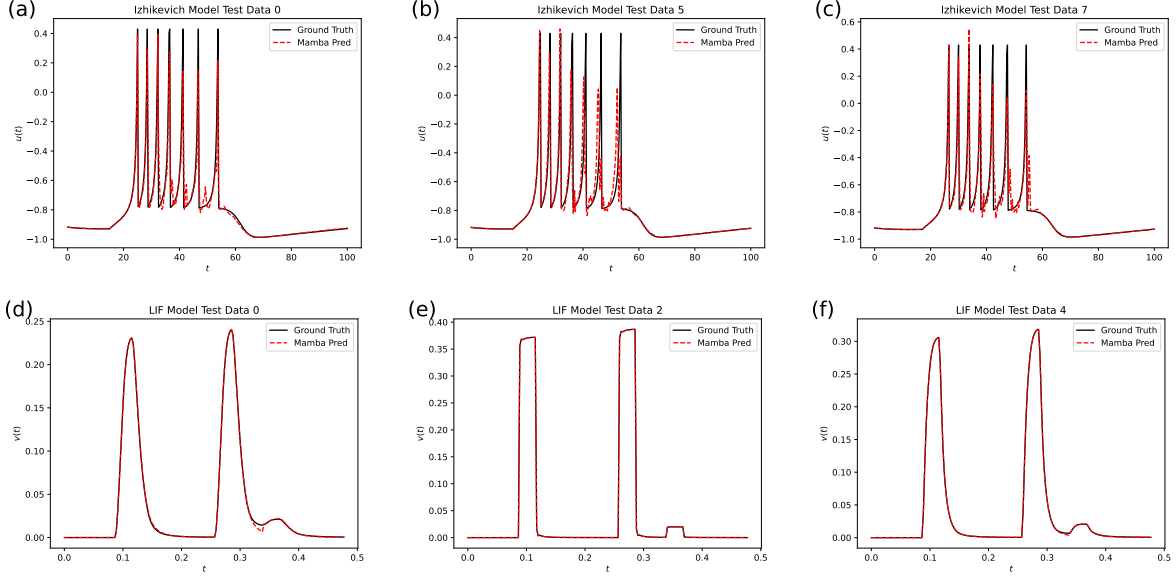 (a)
Izhikevich Model Test Data 0
Ground Truth
Mamba Pred
0.4
0.2
0.0
−0.2
−0.4
−0.6
−0.8
−1.0
u(t)
0
20
40
60
80
100
t
(b)
Izhikevich Model Test Data 5
Ground Truth
Mamba Pred
0.4
0.2
0.0
−0.2
−0.4
−0.6
−0.8
−1.0
u(t)
0
20
40
60
80
100
t
(c)
Izhikevich Model Test Data 7
Ground Truth
Mamba Pred
0.6
0.4
0.2
0.0
−0.2
−0.4
−0.6
−0.8
−1.0
u(t)
0
20
40
60
80
100
t
(d)
LIF Model Test Data 0
Ground Truth
Mamba Pred
0.25
0.20
0.15
0.10
0.05
0.00
v(t)
0.0
0.1
0.2
0.3
0.4
0.5
t
(e)
LIF Model Test Data 2
Ground Truth
Mamba Pred
0.40
0.35
0.30
0.25
0.20
0.15
0.10
0.05
0.00
v(t)
0.0
0.1
0.2
0.3
0.4
0.5
t
(f)
LIF Model Test Data 4
Ground Truth
Mamba Pred
0.30
0.25
0.20
0.15
0.10
0.05
0.00
v(t)
0.0
0.1
0.2
0.3
0.4
0.5
t